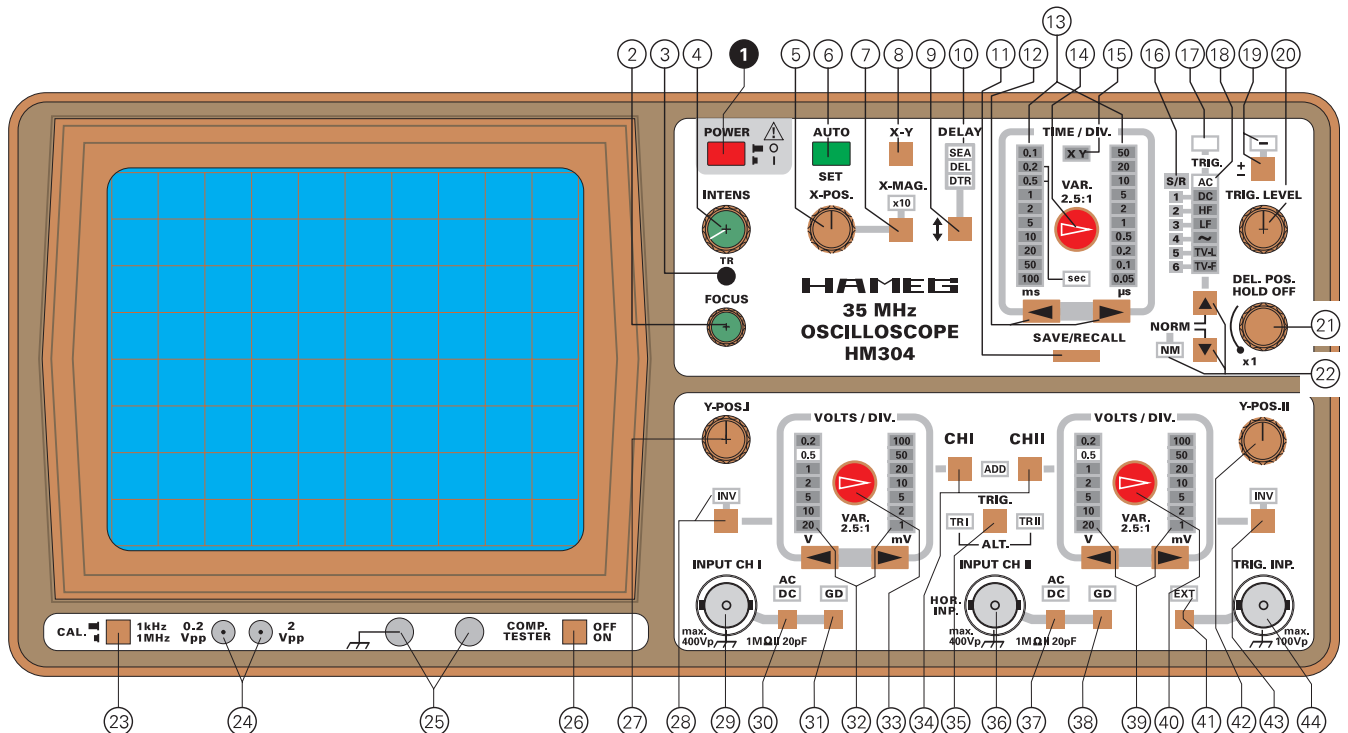 2 3 4 1 5 6 7 8 9 10 11 12 13 14 15 16 17 18 19 20
POWER
AUTO
SET
X-Y
DELAY
SEA
DEL
DTR
INTENS
X-POS.
X-MAG.
x10
TR
FOCUS
HAMEG
35 MHz
OSCILLOSCOPE
HM304
TIME / DIV.
0.1
0.2
0.5
1
2
5
10
20
50
100
ms
X Y
VAR.
2.5:1
sec
50
20
10
5
2
1
0.5
0.2
0.1
0.05
µs
SAVE/RECALL
S/R
1
2
3
4
5
6
TRIG.
AC
DC
HF
LF
~
TV-L
TV-F
NORM
NM
−
+
−
TRIG. LEVEL
DEL. POS.
HOLD OFF
x1
21
22
Y-POS.I
VOLTS / DIV.
0.2
0.5
1
2
5
10
20
V
VAR.
2.5:1
100
50
20
10
5
2
1
mV
INV
CHI
ADD
CHII
TRIG.
TRI
TRII
ALT.
VOLTS / DIV.
0.2
0.5
1
2
5
10
20
V
VAR.
2.5:1
100
50
20
10
5
2
1
mV
Y-POS.II
INV
INPUT CH I
max.
400Vp
AC
DC
GD
1MΩII20pF
INPUT CH II
HOR.
INP.
max.
400Vp
AC
DC
GD
1MΩII20pF
TRIG. INP.
EXT
max.
100Vp
CAL.
1kHz
1MHz
0.2
Vpp
2
Vpp
COMP.
TESTER
OFF
ON
23 24 25 26 27 28 29 30 31 32 33 34 35 36 37 38 39 40 41 42 43 44